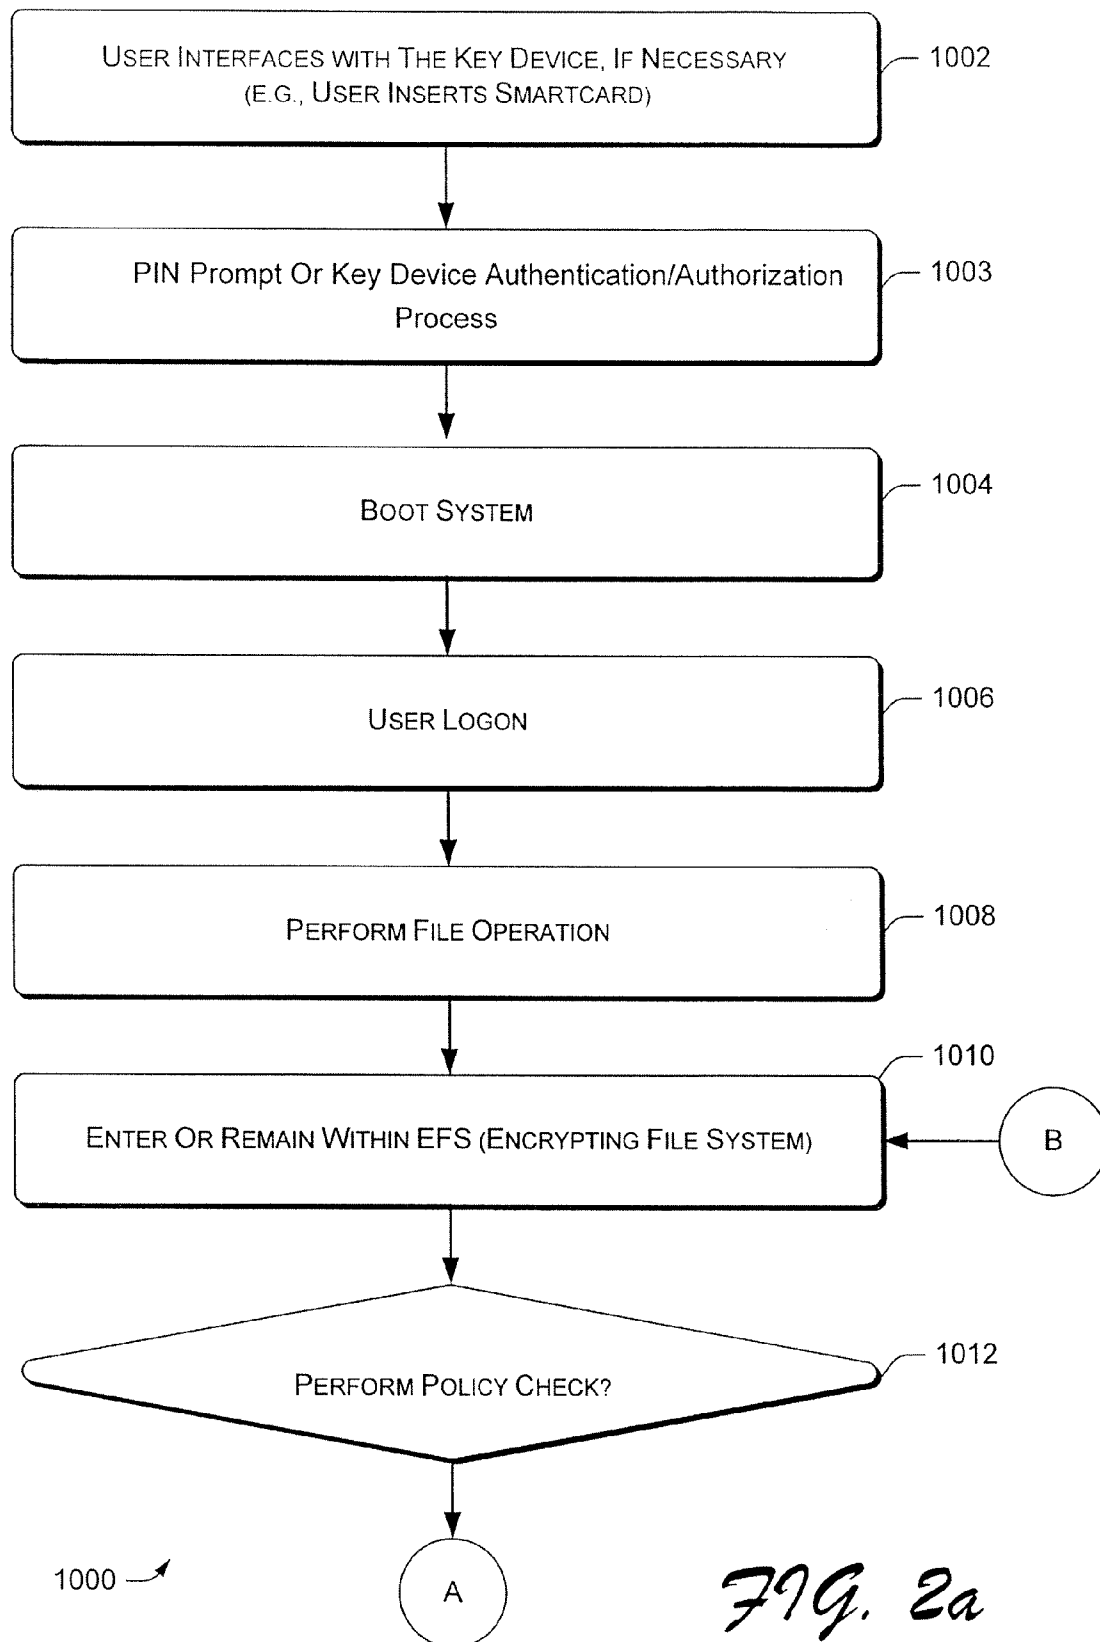 USER INTERFACES WITH THE KEY DEVICE, IF NECESSARY
(E.G., USER INSERTS SMARTCARD)
1002
PIN Prompt Or Key Device Authentication/Authorization
Process
1003
BOOT SYSTEM
1004
USER LOGON
1006
PERFORM FILE OPERATION
1008
1010
ENTER OR REMAIN WITHIN EFS (ENCRYPTING FILE SYSTEM)
B
PERFORM POLICY CHECK?
1012
1000
A
FIG. 2a